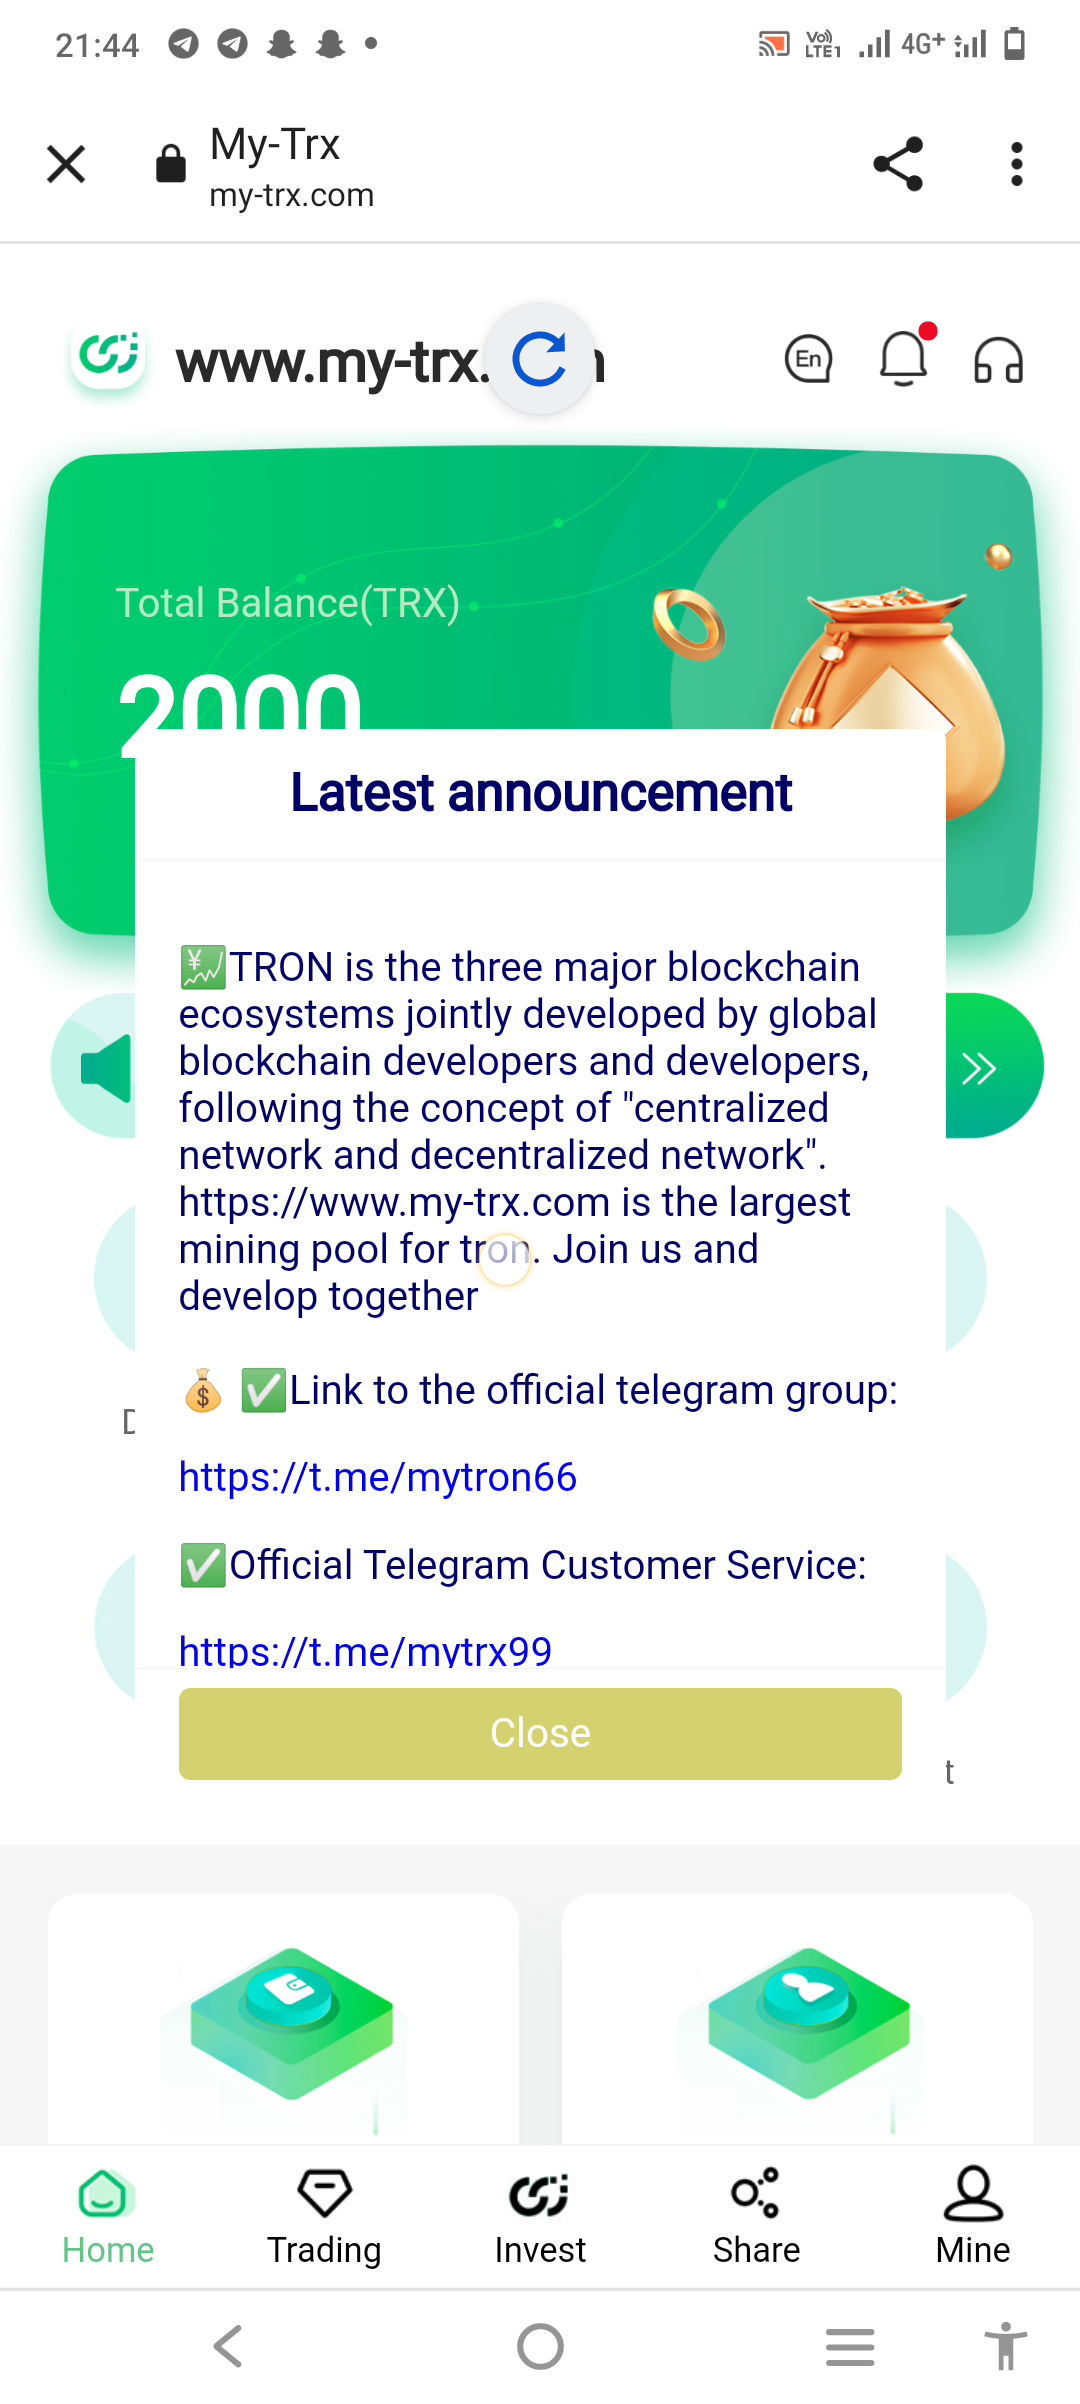 21:44
Vo)
LTE1
4G+
My-Trx
my-trx.com
www.my-trx.
En
Total Balance(TRX)
2000
Latest announcement
💹TRON is the three major blockchain
ecosystems jointly developed by global
blockchain developers and developers,
following the concept of "centralized
network and decentralized network".
https://www.my-trx.com is the largest
mining pool for tron. Join us and
develop together
💰 ✅Link to the official telegram group:
https://t.me/mytron66
✅Official Telegram Customer Service:
https://t.me/mytrx99
Close
t
Home
Trading
Invest
Share
Mine